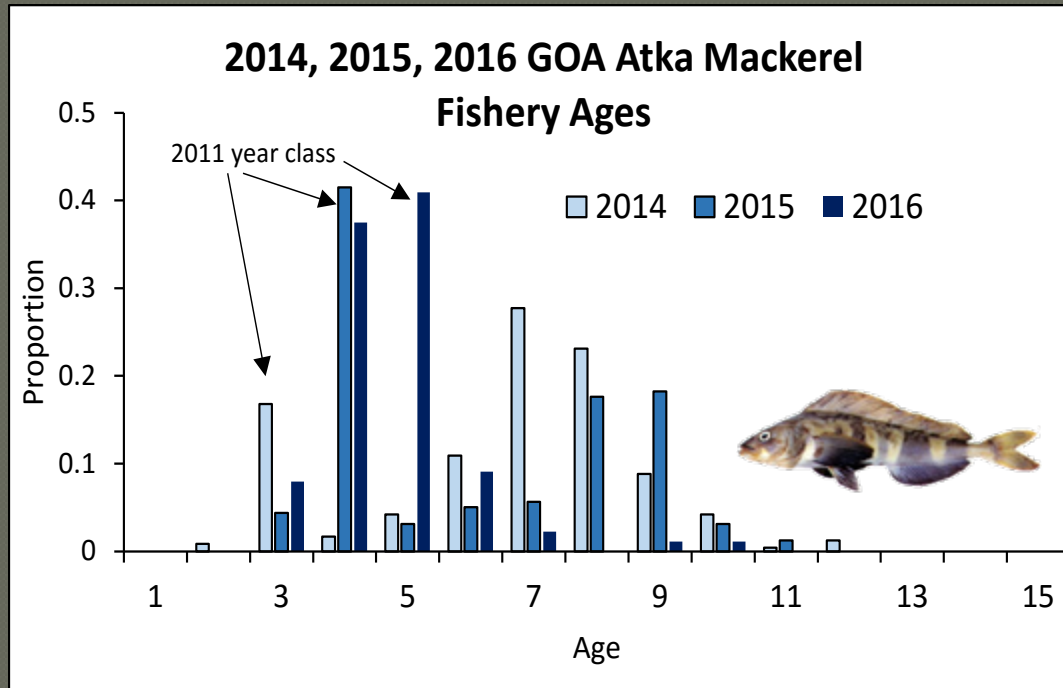 2014, 2015, 2016 GOA Atka Mackerel
Fishery Ages
0.5
2011 year class
0.4
2014 2015 2016
0.3
Proportion
0.2
0.1
0
1 3 5 7 9 11 13 15
Age